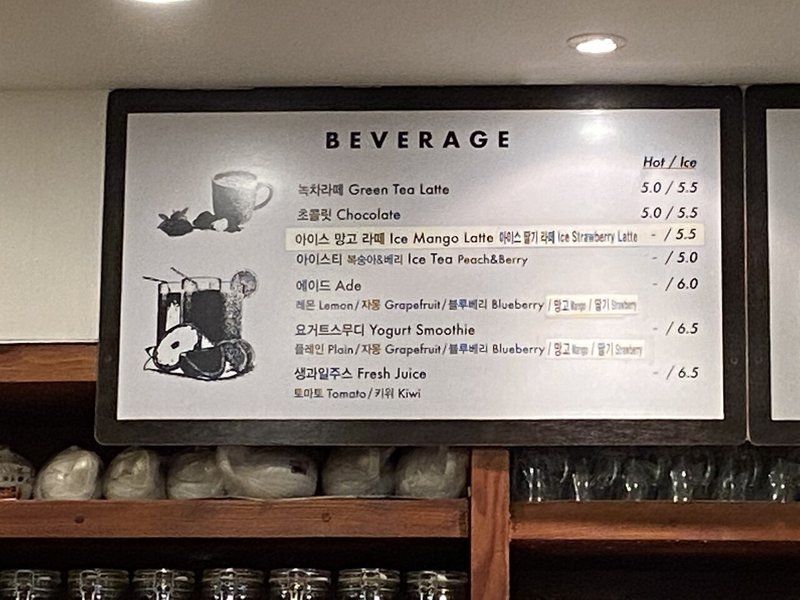 BEVERAGE
Hot / Ice
녹차라떼 Green Tea Latte 5.0 / 5.5
초콜릿 Chocolate 5.0 / 5.5
아이스 망고 라떼 Ice Mango Latte 아이스 딸기 라떼 Ice Strawberry Latte - / 5.5
아이스티 복숭아&베리 Ice Tea Peach&Berry - / 5.0
에이드 Ade - / 6.0
레몬 Lemon / 자몽 Grapefruit / 블루베리 Blueberry / 망고 Mango / 딸기 Strawberry
요거트스무디 Yogurt Smoothie - / 6.5
플레인 Plain / 자몽 Grapefruit / 블루베리 Blueberry / 망고 Mango / 딸기 Strawberry
생과일주스 Fresh Juice - / 6.5
토마토 Tomato / 키위 Kiwi